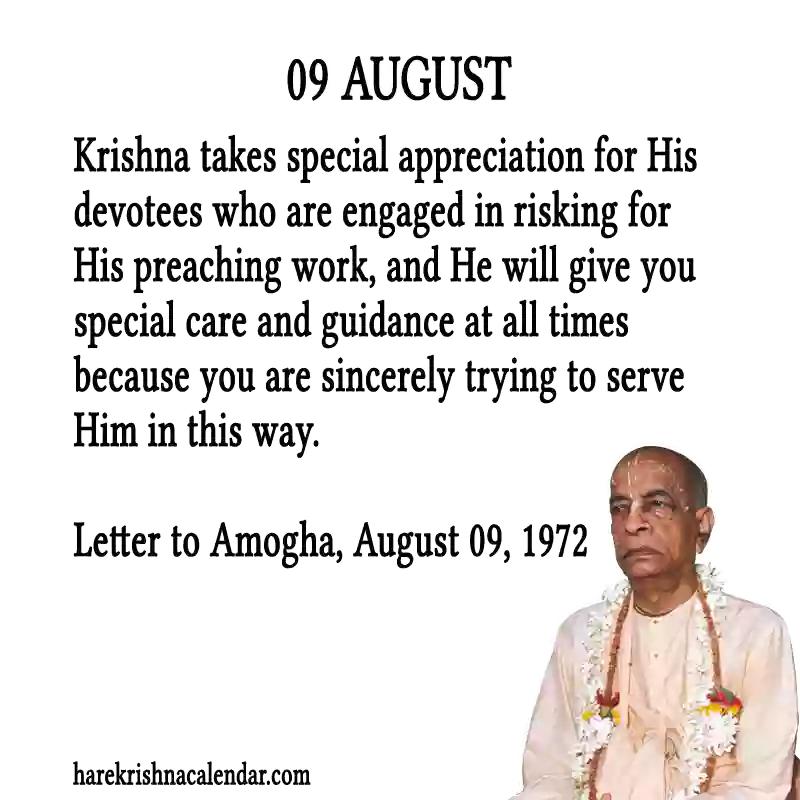 09 AUGUST
Krishna takes special appreciation for His
devotees who are engaged in risking for
His preaching work, and He will give you
special care and guidance at all times
because you are sincerely trying to serve
Him in this way.
Letter to Amogha, August 09, 1972
harekrishnacalendar.com